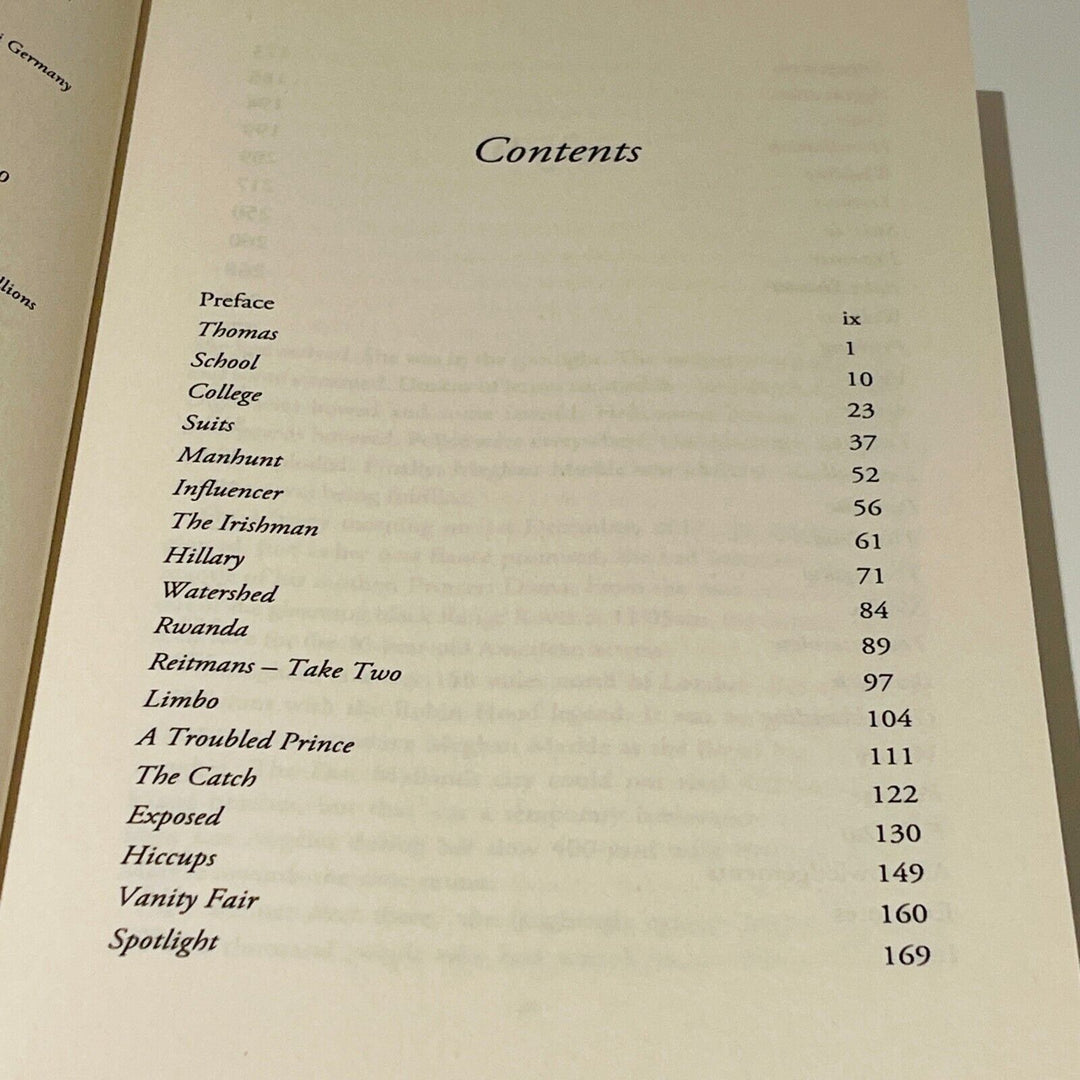 Germany
o
llions
Contents
Preface ix
Thomas 1
School 10
College 23
Suits 37
Manhunt 52
Influencer 56
The Irishman 61
Hillary 71
Watershed 84
Rwanda 89
Reitmans – Take Two 97
Limbo 104
A Troubled Prince 111
The Catch 122
Exposed 130
Hiccups 149
Vanity Fair 160
Spotlight 169